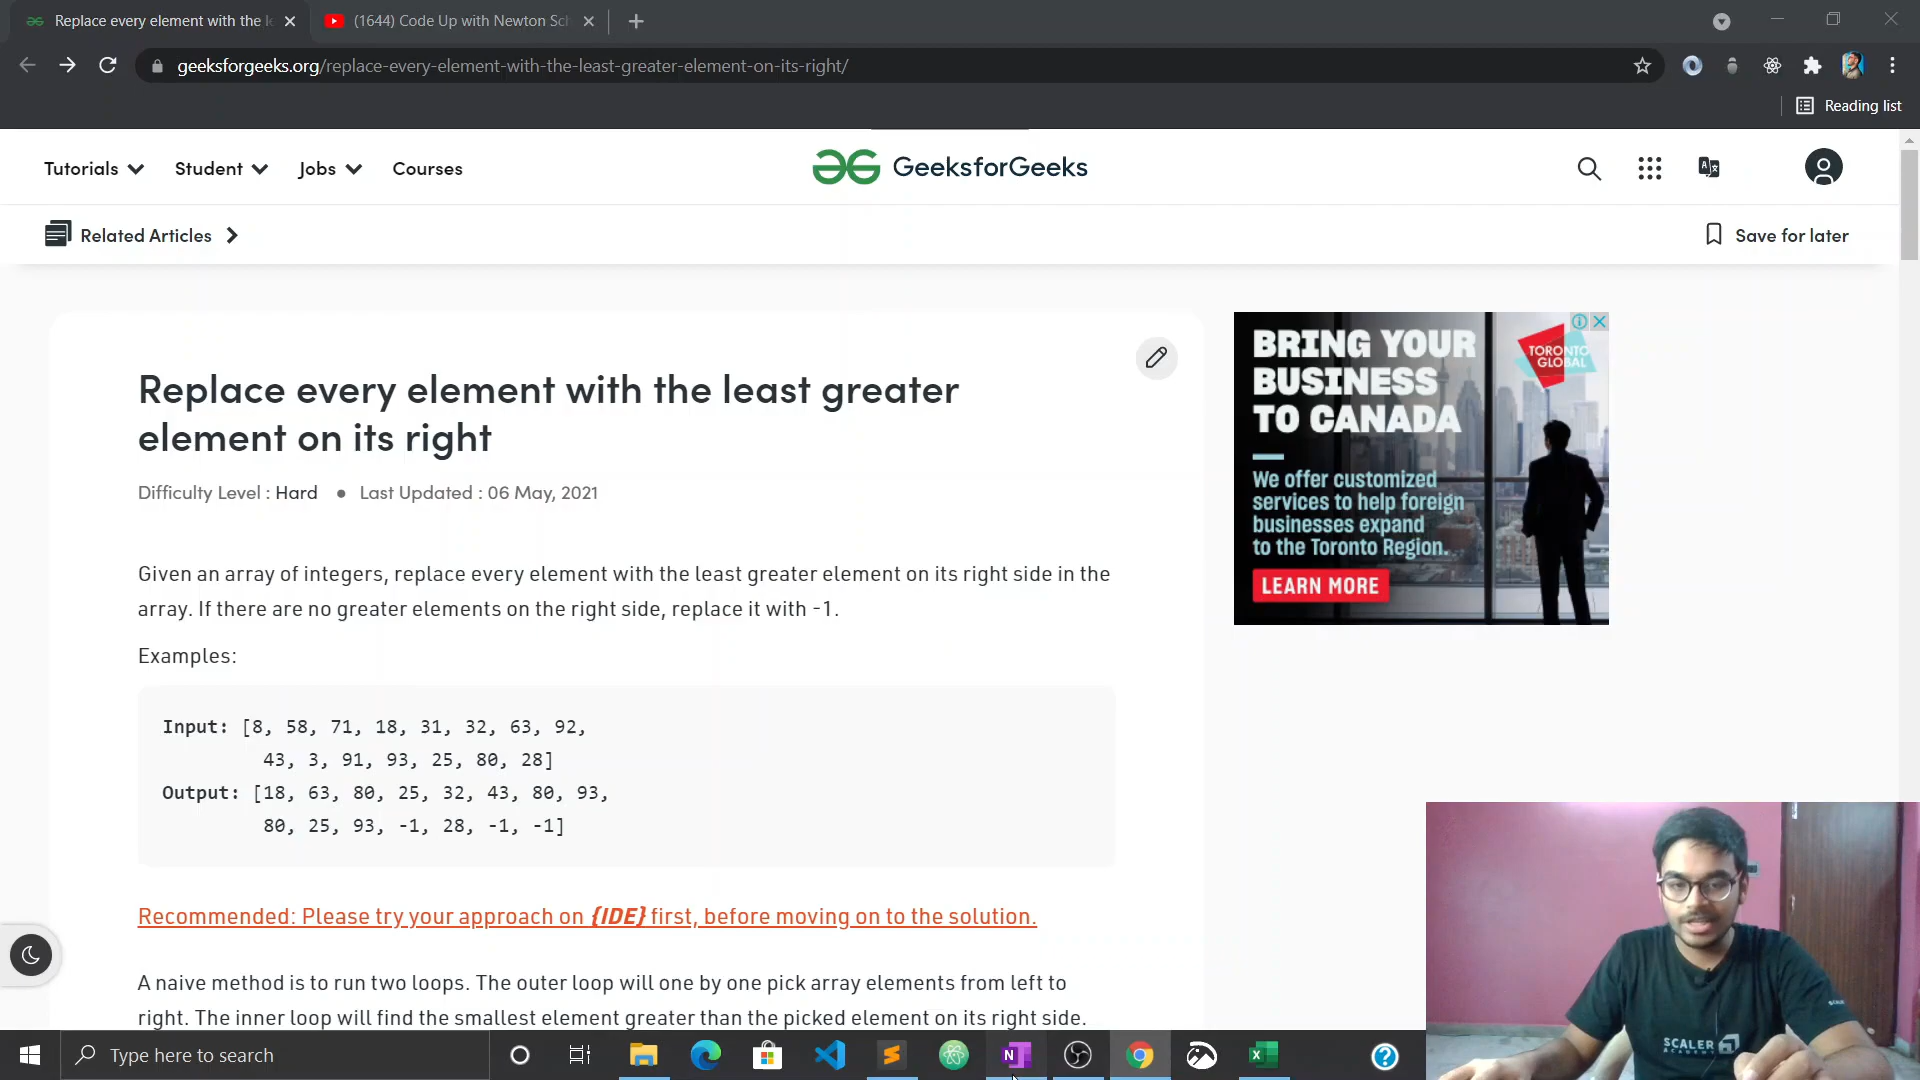 Replace every element with the l
(1644) Code Up with Newton Sch
geeksforgeeks.org/replace-every-element-with-the-least-greater-element-on-its-right/
Reading list
Tutorials
Student
Jobs
Courses
GeeksforGeeks
Related Articles
Save for later
Replace every element with the least greater
element on its right
Difficulty Level : Hard • Last Updated : 06 May, 2021
Given an array of integers, replace every element with the least greater element on its right side in the
array. If there are no greater elements on the right side, replace it with -1.
Examples:
Input: [8, 58, 71, 18, 31, 32, 63, 92,
43, 3, 91, 93, 25, 80, 28]
Output: [18, 63, 80, 25, 32, 43, 80, 93,
80, 25, 93, -1, 28, -1, -1]
Recommended: Please try your approach on {IDE} first, before moving on to the solution.
A naive method is to run two loops. The outer loop will one by one pick array elements from left to
right. The inner loop will find the smallest element greater than the picked element on its right side.
BRING YOUR
BUSINESS
TO CANADA
TORONTO
GLOBAL
We offer customized
services to help foreign
businesses expand
to the Toronto Region.
LEARN MORE
SCALER
ACADEMY
Type here to search